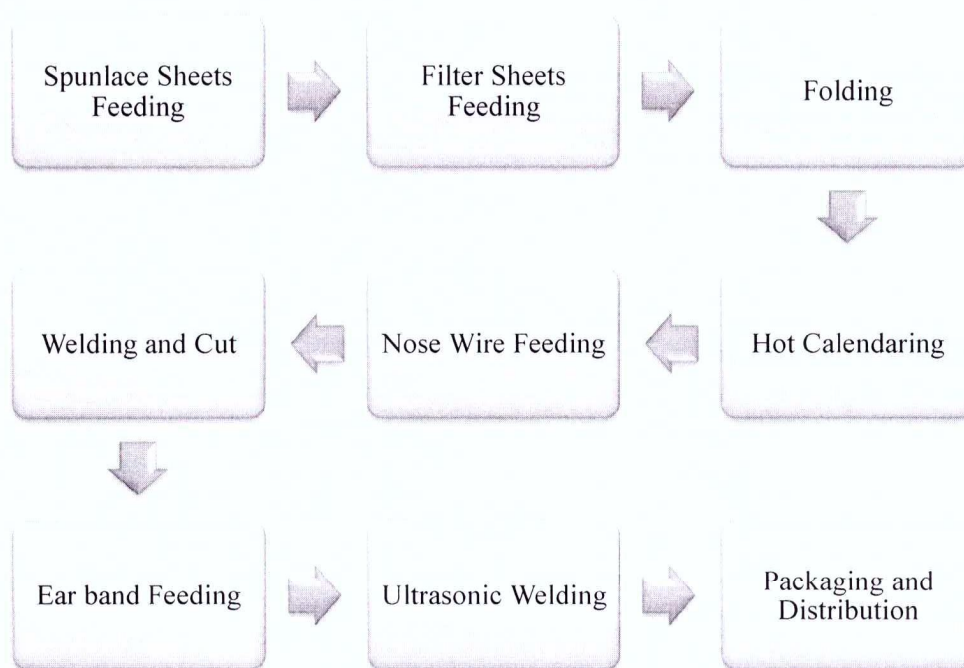 Spunlace Sheets
Feeding
Filter Sheets
Feeding
Folding
Hot Calendaring
Nose Wire Feeding
Welding and Cut
Ear band Feeding
Ultrasonic Welding
Packaging and
Distribution